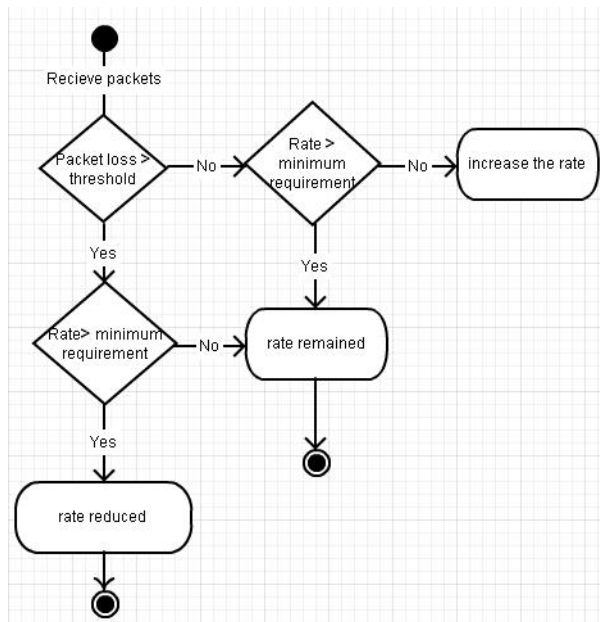 Recieve packets
Packet loss >
threshold
No
Rate >
minimum
requirement
No
increase the rate
Yes
Yes
Rate> minimum
requirement
No
rate remained
Yes
rate reduced